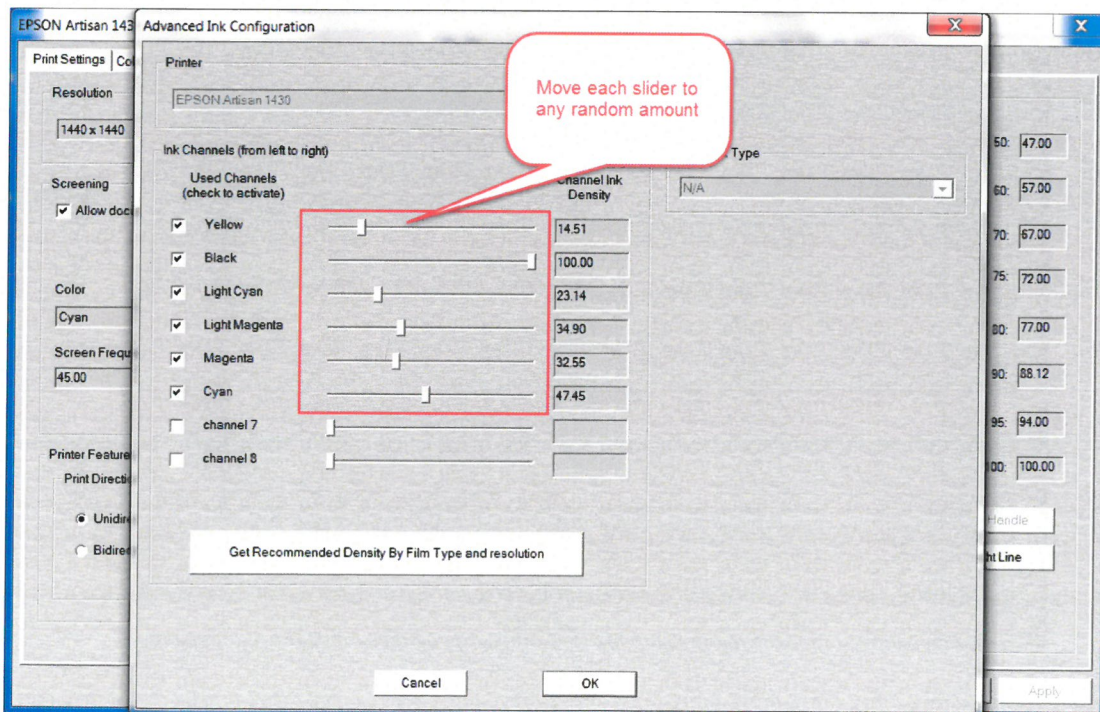 EPSON Artisan 143
Advanced Ink Configuration
Print Settings
Co
Resolution
1440 x 1440
Screening
Allow doc
Color
Cyan
Screen Frequ
45.00
Printer Feature
Print Directi
Unidire
Bidirec
Printer
EPSON Artisan 1430
Move each slider to
any random amount
Ink Channels (from left to right)
Used Channels
(check to activate)
Channel Ink
Density
Yellow
14.51
Black
100.00
Light Cyan
23.14
Light Magenta
34.90
Magenta
32.55
Cyan
47.45
channel 7
channel 8
Get Recommended Density By Film Type and resolution
Cancel
OK
Type
N/A
50: 47.00
60: 57.00
70: 67.00
75: 72.00
80: 77.00
90: 88.12
95: 94.00
100: 100.00
Handle
ht Line
Apply